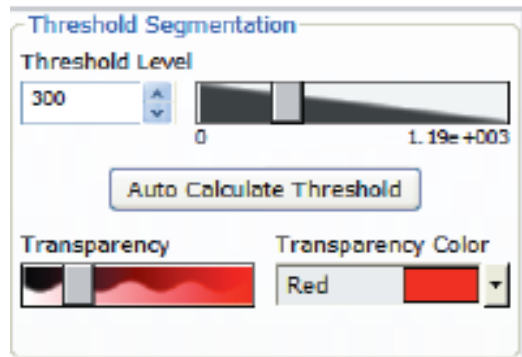 Threshold Segmentation
Threshold Level
300
0 1.19e+003
Auto Calculate Threshold
Transparency Transparency Color
Red